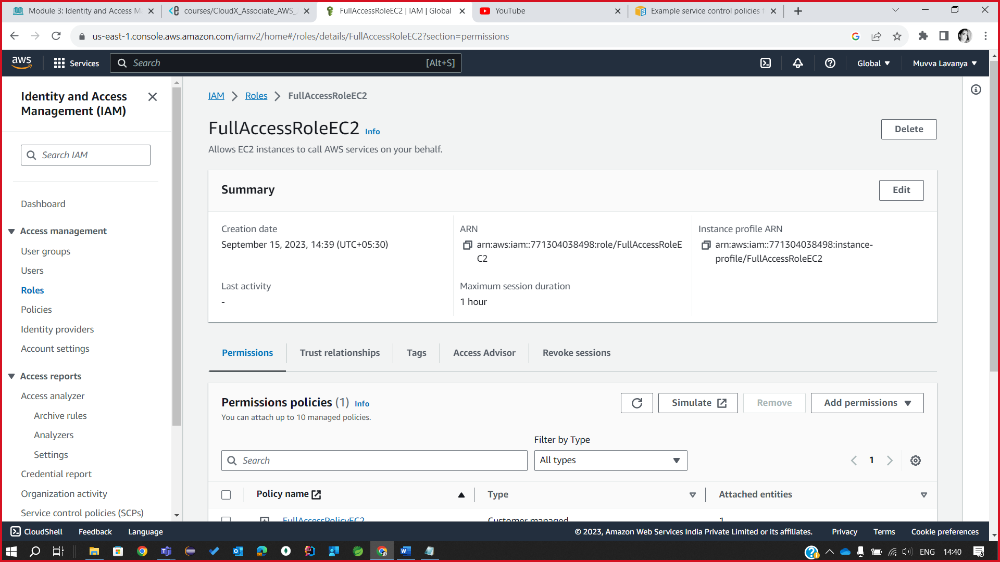 Module 3: Identity and Access Ma
courses/CloudX_Associate_AWS_
FullAccessRoleEC2 | IAM | Global
YouTube
Example service control policies f
us-east-1.console.aws.amazon.com/iamv2/home#/roles/details/FullAccessRoleEC2?section=permissions
aws
Services
Search
[Alt+S]
Global
Muvva Lavanya
Identity and Access
Management (IAM)
Search IAM
Dashboard
Access management
User groups
Users
Roles
Policies
Identity providers
Account settings
Access reports
Access analyzer
Archive rules
Analyzers
Settings
Credential report
Organization activity
Service control policies (SCPs)
IAM
Roles
FullAccessRoleEC2
FullAccessRoleEC2 Info
Delete
Allows EC2 instances to call AWS services on your behalf.
Summary
Edit
Creation date
September 15, 2023, 14:39 (UTC+05:30)
ARN
arn:aws:iam::771304038498:role/FullAccessRoleE
C2
Instance profile ARN
arn:aws:iam::771304038498:instance-
profile/FullAccessRoleEC2
Last activity
-
Maximum session duration
1 hour
Permissions
Trust relationships
Tags
Access Advisor
Revoke sessions
Permissions policies (1) Info
You can attach up to 10 managed policies.
Simulate
Remove
Add permissions
Filter by Type
Search
All types
1
Policy name
Type
Attached entities
FullAccessPolicyEC2
Customer managed
1
CloudShell
Feedback
Language
© 2023, Amazon Web Services India Private Limited or its affiliates.
Privacy
Terms
Cookie preferences
ENG
14:40